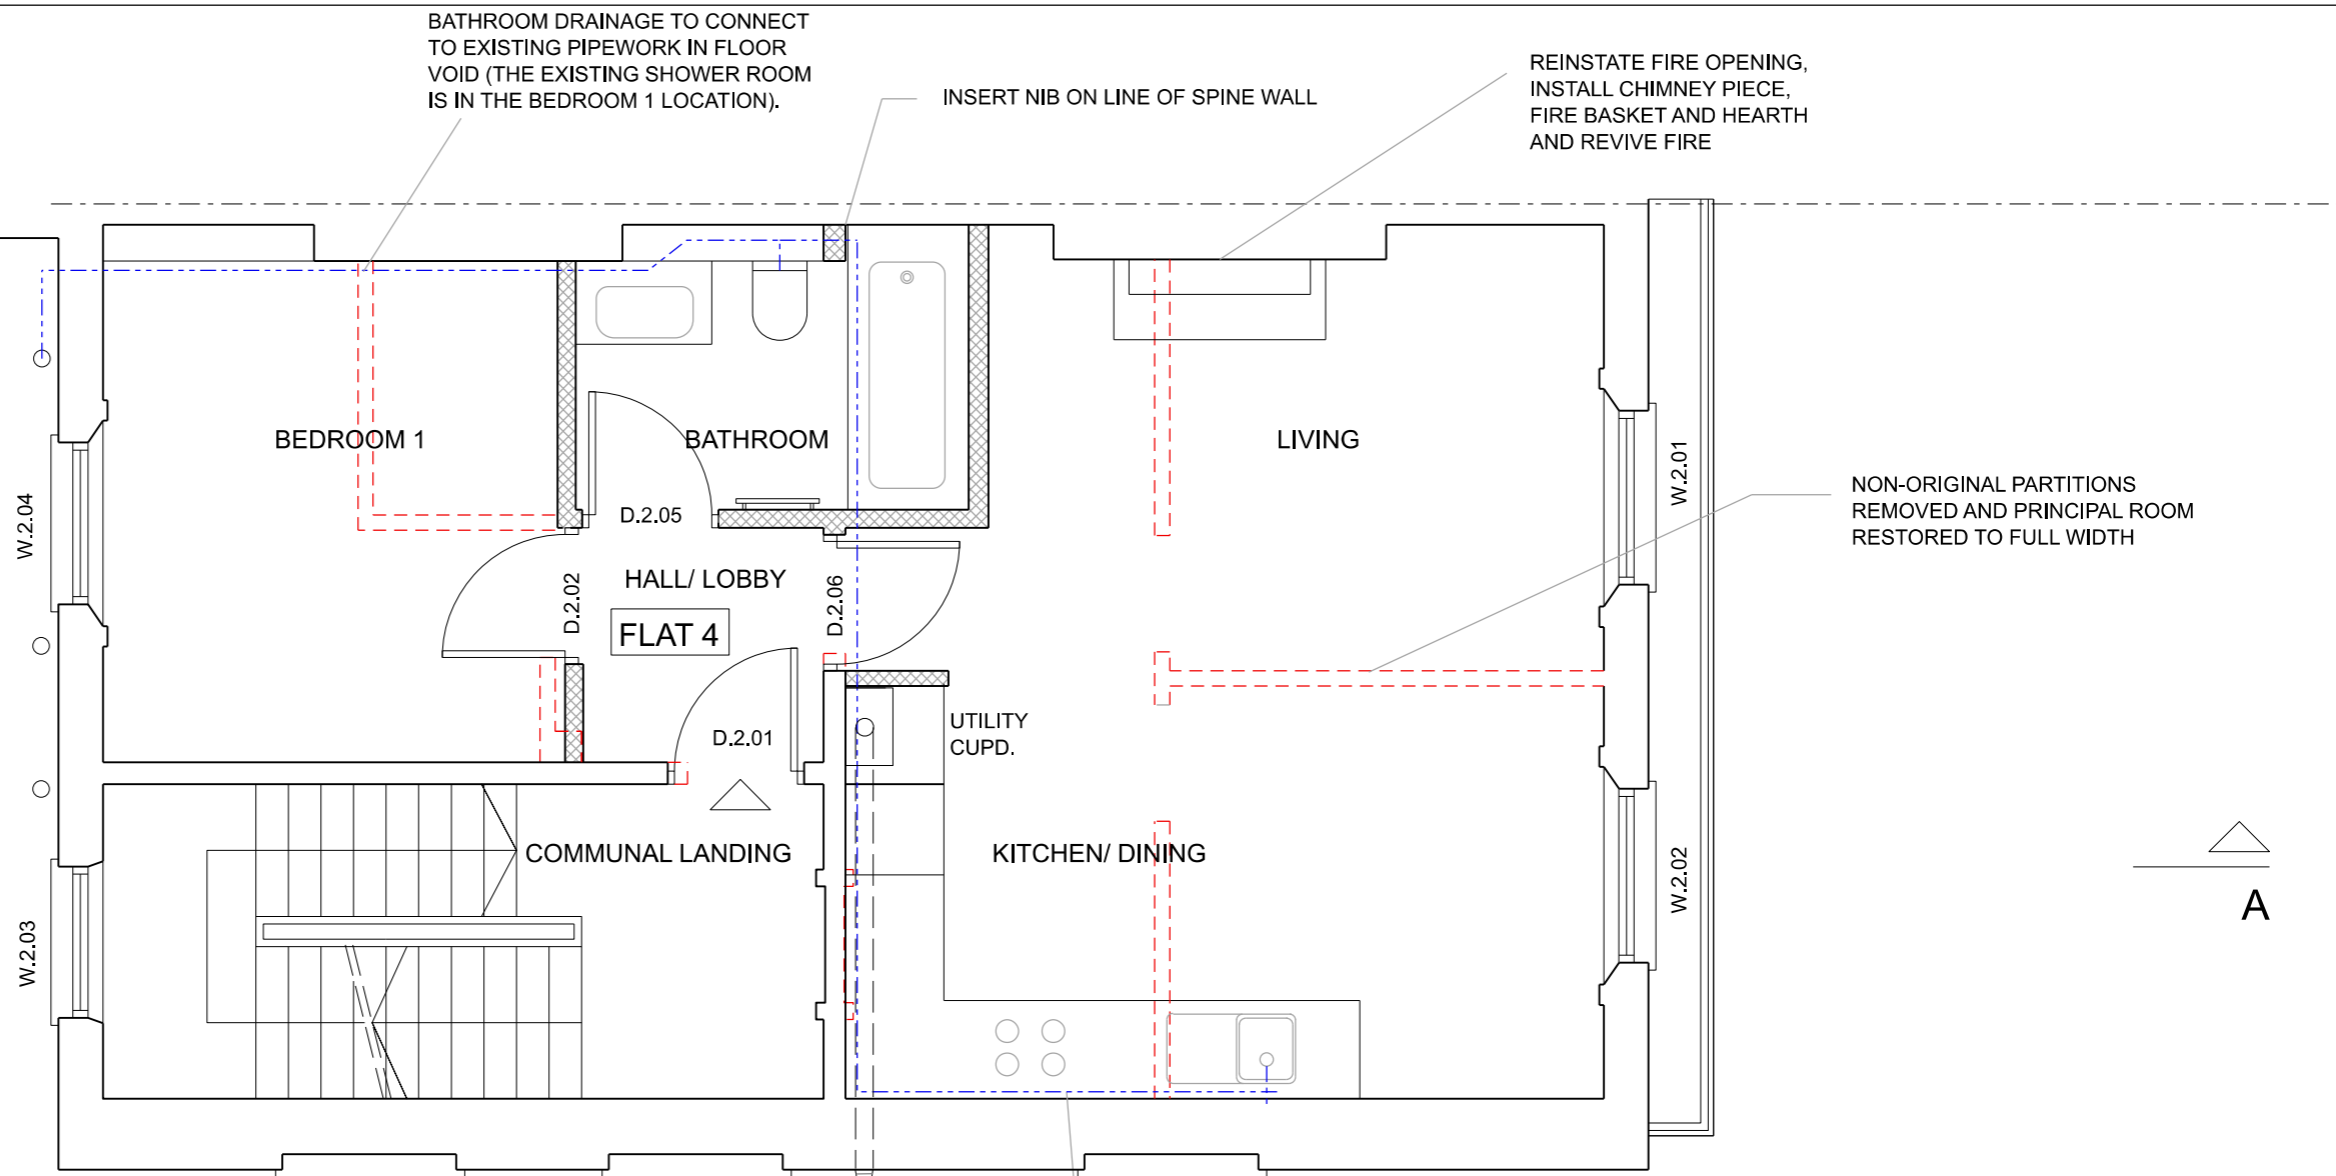 BATHROOM DRAINAGE TO CONNECT
TO EXISTING PIPEWORK IN FLOOR
VOID (THE EXISTING SHOWER ROOM
IS IN THE BEDROOM 1 LOCATION).
INSERT NIB ON LINE OF SPINE WALL
REINSTATE FIRE OPENING,
INSTALL CHIMNEY PIECE,
FIRE BASKET AND HEARTH
AND REVIVE FIRE
BEDROOM 1
BATHROOM
LIVING
W.2.01
W.2.04
D.2.05
NON-ORIGINAL PARTITIONS
REMOVED AND PRINCIPAL ROOM
RESTORED TO FULL WIDTH
HALL/ LOBBY
D.2.02
D.2.06
FLAT 4
D.2.01
UTILITY
CUPD.
COMMUNAL LANDING
KITCHEN/ DINING
W.2.02
W.2.03
A